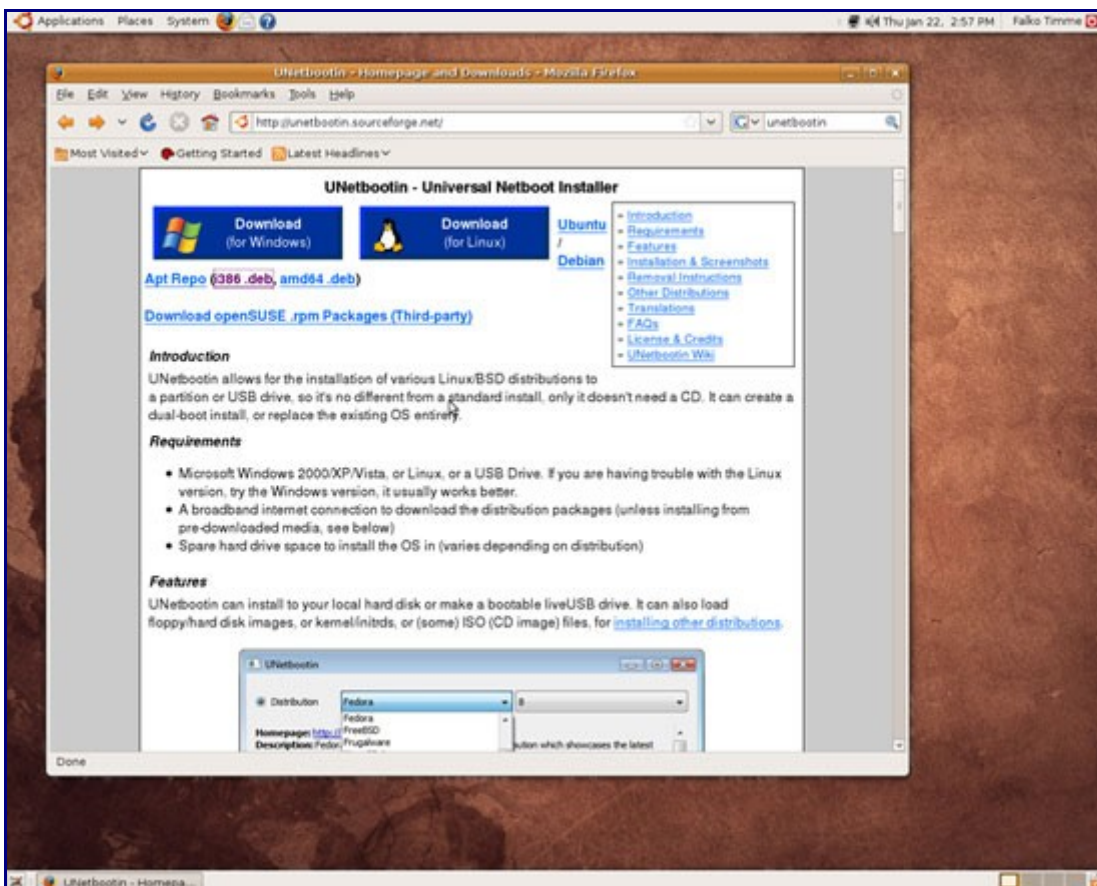 Applications Places System Thu Jan 22, 2:57 PM Falko Timme
UNetbootin - Homepage and Downloads - Mozilla Firefox
File Edit View History Bookmarks Tools Help
http://unetbootin.sourceforge.net/ unetbootin
Most Visited Getting Started Latest Headlines
UNetbootin - Universal Netboot Installer
Download
(for Windows)
Download
(for Linux)
Ubuntu
/
Debian
Apt Repo (i386 .deb, amd64 .deb)
Download openSUSE .rpm Packages (Third-party)
Introduction
Requirements
Features
Installation & Screenshots
Removal Instructions
Other Distributions
Translations
FAQs
License & Credits
UNetbootin Wiki
Introduction
UNetbootin allows for the installation of various Linux/BSD distributions to
a partition or USB drive, so it's no different from a standard install, only it doesn't need a CD. It can create a
dual-boot install, or replace the existing OS entirely.
Requirements
• Microsoft Windows 2000/XP/Vista, or Linux, or a USB Drive. If you are having trouble with the Linux
version, try the Windows version, it usually works better.
• A broadband internet connection to download the distribution packages (unless installing from
pre-downloaded media, see below)
• Spare hard drive space to install the OS in (varies depending on distribution)
Features
UNetbootin can install to your local hard disk or make a bootable liveUSB drive. It can also load
floppy/hard disk images, or kernel/initrds, or (some) ISO (CD image) files, for installing other distributions.
UNetbootin
Distribution Fedora 8
Fedora
FreeBSD
Homepage: http://
Frugalware
Description: Fedor which showcases the latest
Done
UNetbootin - Homepa...